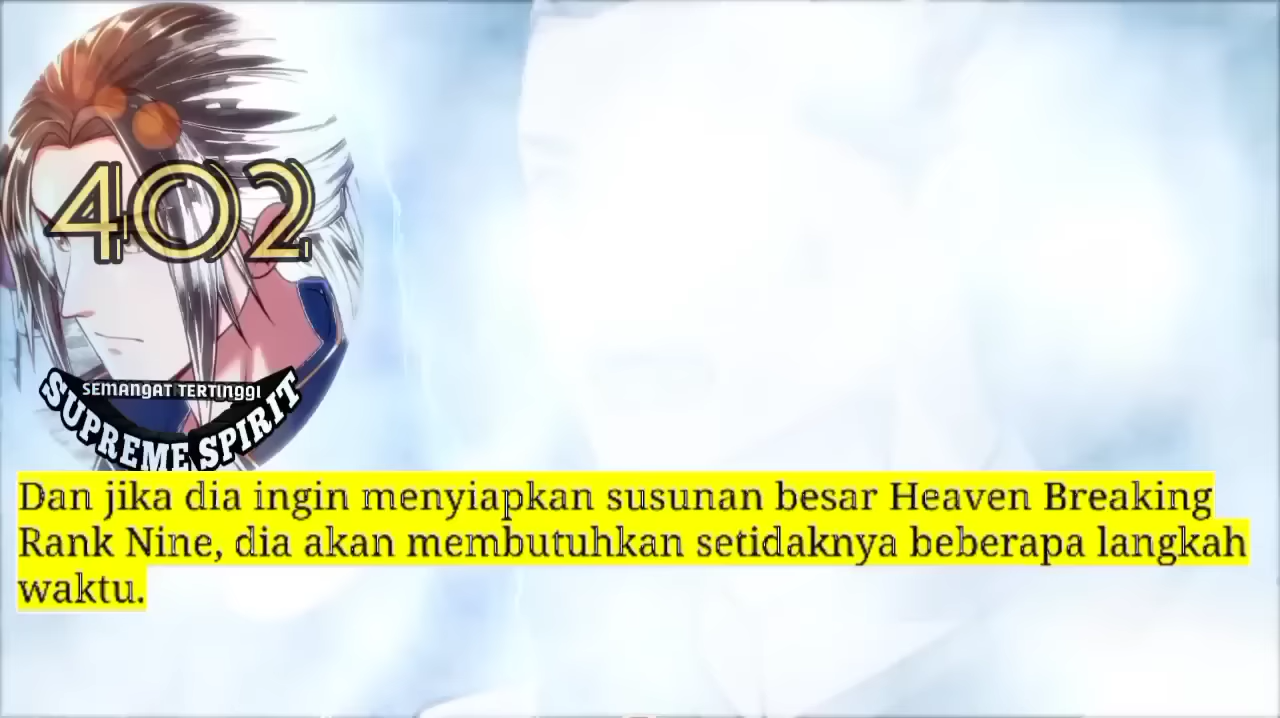 402
SEMANGAT TERTINGGI
SUPREME SPIRIT
Dan jika dia ingin menyiapkan susunan besar Heaven Breaking
Rank Nine, dia akan membutuhkan setidaknya beberapa langkah
waktu.